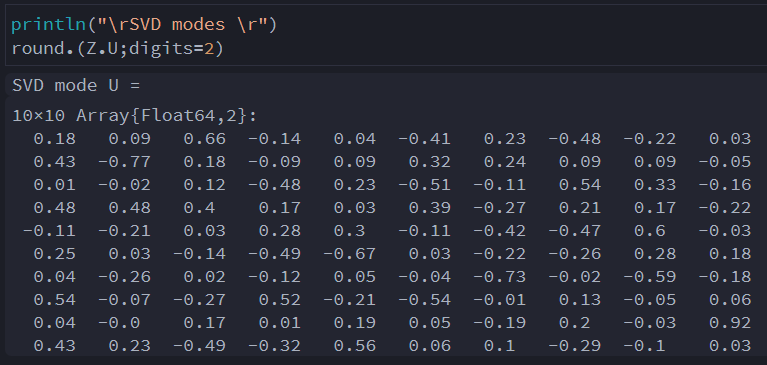 println("\rSVD modes \r")
round.(Z.U;digits=2)
SVD mode U =
10×10 Array{Float64,2}:
0.18 0.09 0.66 −0.14 0.04 −0.41 0.23 −0.48 −0.22 0.03
0.43 −0.77 0.18 −0.09 0.09 0.32 0.24 0.09 0.09 −0.05
0.01 −0.02 0.12 −0.48 0.23 −0.51 −0.11 0.54 0.33 −0.16
0.48 0.48 0.4 0.17 0.03 0.39 −0.27 0.21 0.17 −0.22
−0.11 −0.21 0.03 0.28 0.3 −0.11 −0.42 −0.47 0.6 −0.03
0.25 0.03 −0.14 −0.49 −0.67 0.03 −0.22 −0.26 0.28 0.18
0.04 −0.26 0.02 −0.12 0.05 −0.04 −0.73 −0.02 −0.59 −0.18
0.54 −0.07 −0.27 0.52 −0.21 −0.54 −0.01 0.13 −0.05 0.06
0.04 −0.0 0.17 0.01 0.19 0.05 −0.19 0.2 −0.03 0.92
0.43 0.23 −0.49 −0.32 0.56 0.06 0.1 −0.29 −0.1 0.03